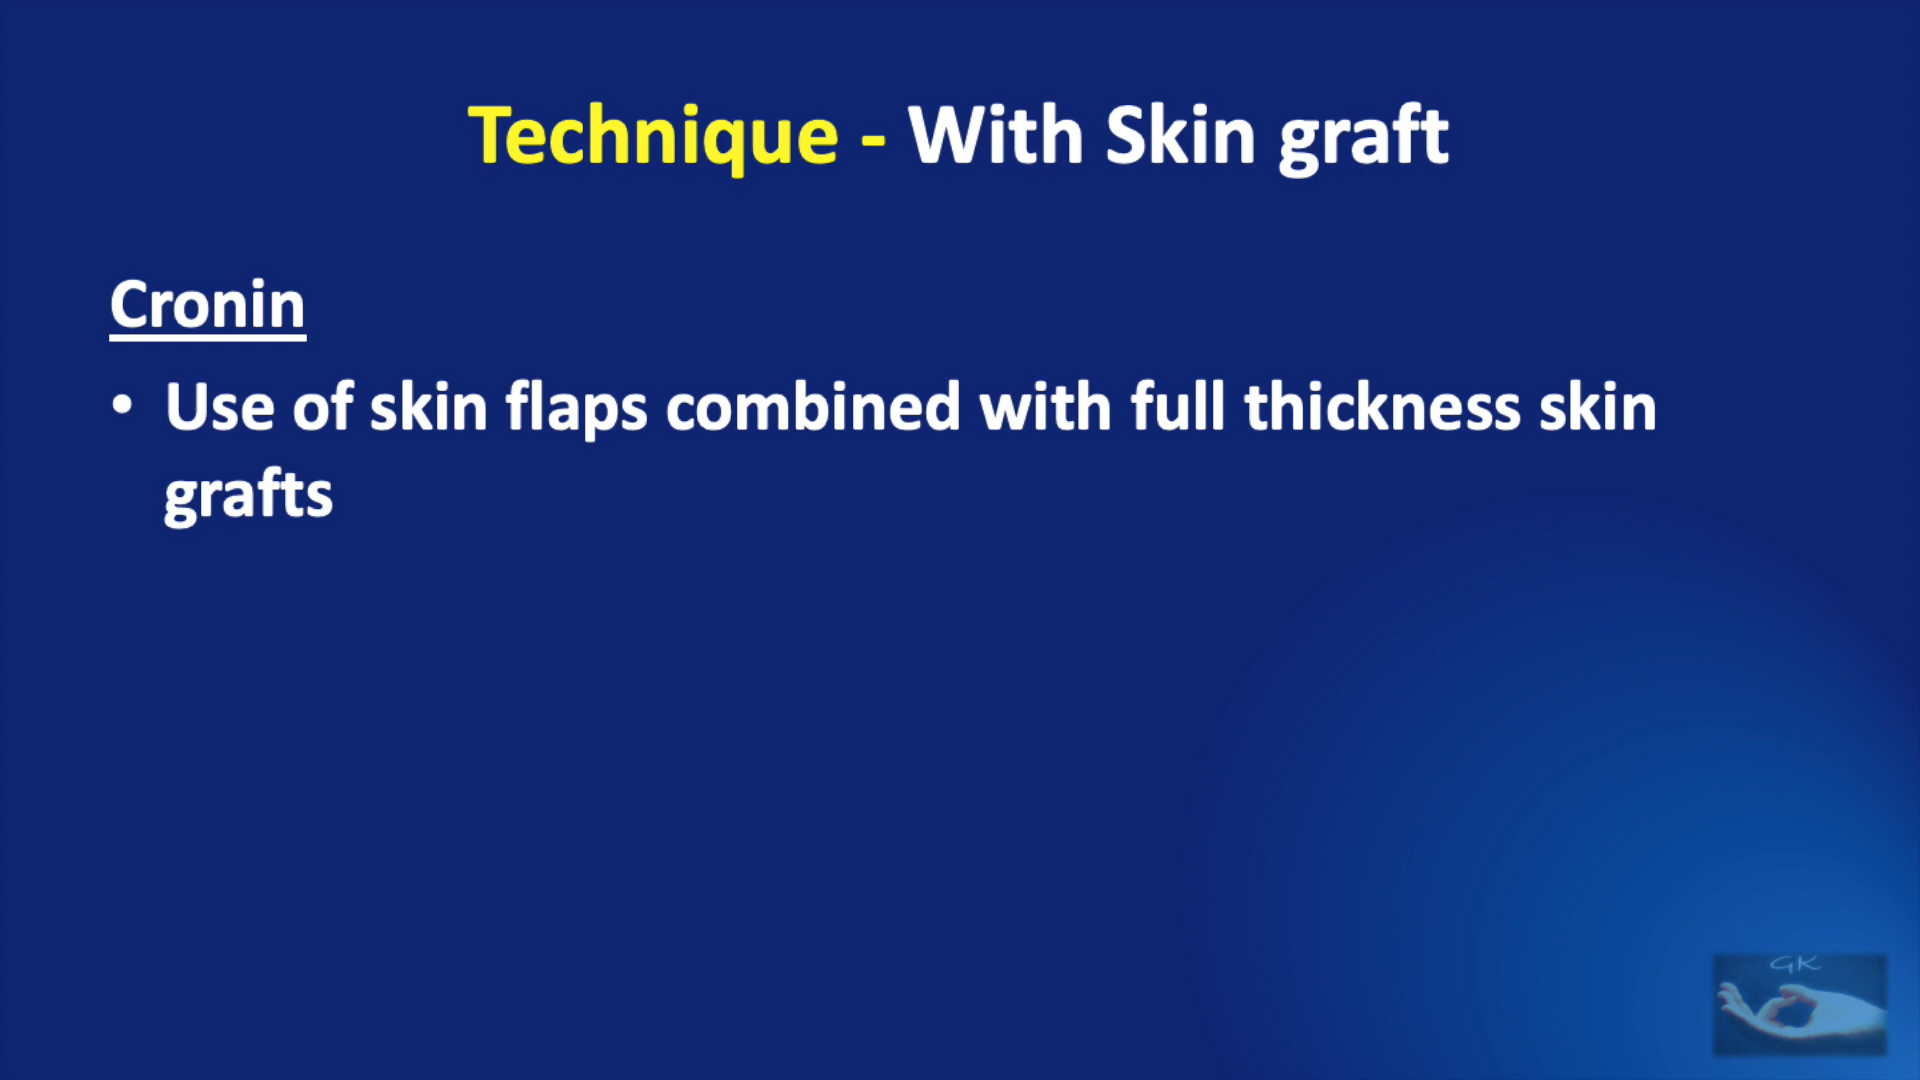 Technique - With Skin graft
Cronin
• Use of skin flaps combined with full thickness skin
grafts
GK